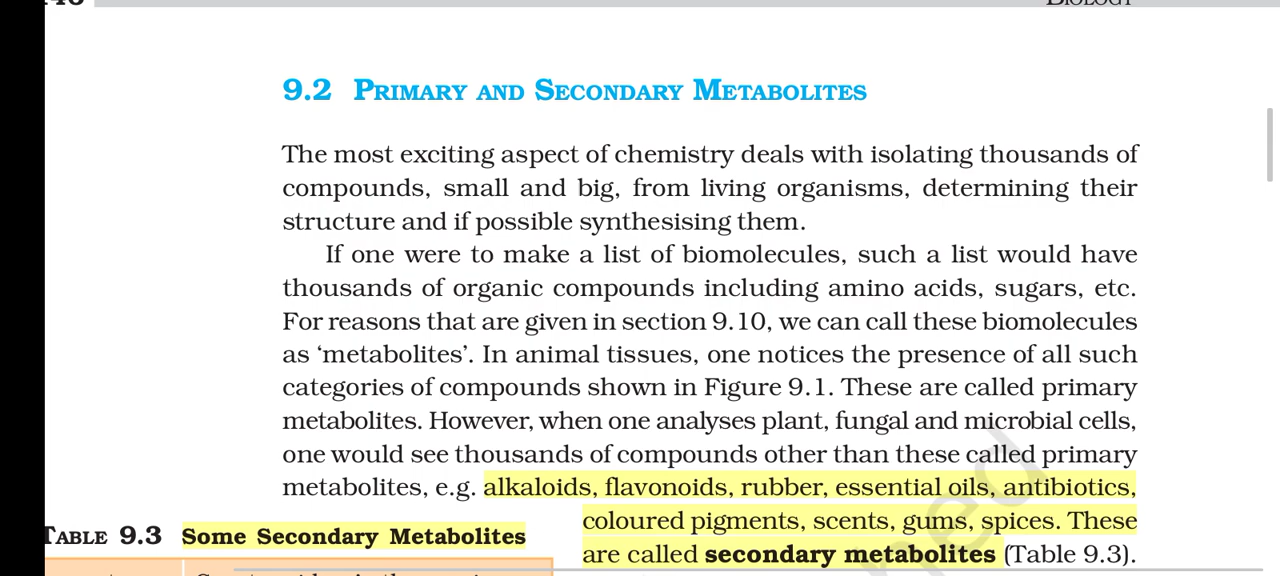 9.2 PRIMARY AND SECONDARY METABOLITES
The most exciting aspect of chemistry deals with isolating thousands of
compounds, small and big, from living organisms, determining their
structure and if possible synthesising them.
If one were to make a list of biomolecules, such a list would have
thousands of organic compounds including amino acids, sugars, etc.
For reasons that are given in section 9.10, we can call these biomolecules
as ‘metabolites’. In animal tissues, one notices the presence of all such
categories of compounds shown in Figure 9.1. These are called primary
metabolites. However, when one analyses plant, fungal and microbial cells,
one would see thousands of compounds other than these called primary
metabolites, e.g. alkaloids, flavonoids, rubber, essential oils, antibiotics,
coloured pigments, scents, gums, spices. These
are called secondary metabolites (Table 9.3).
TABLE 9.3 Some Secondary Metabolites